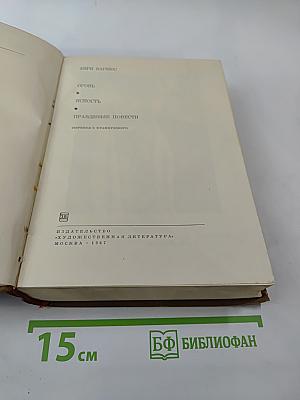 АНРИ БАРБЮС
ОГОНЬ
ЯСНОСТЬ
ПРАВДИВЫЕ ПОВЕСТИ
ПЕРЕВОД С ФРАНЦУЗСКОГО
ИЗДАТЕЛЬСТВО
«ХУДОЖЕСТВЕННАЯ ЛИТЕРАТУРА»
МОСКВА · 1967
15 см
БФ БИБЛИОФАН